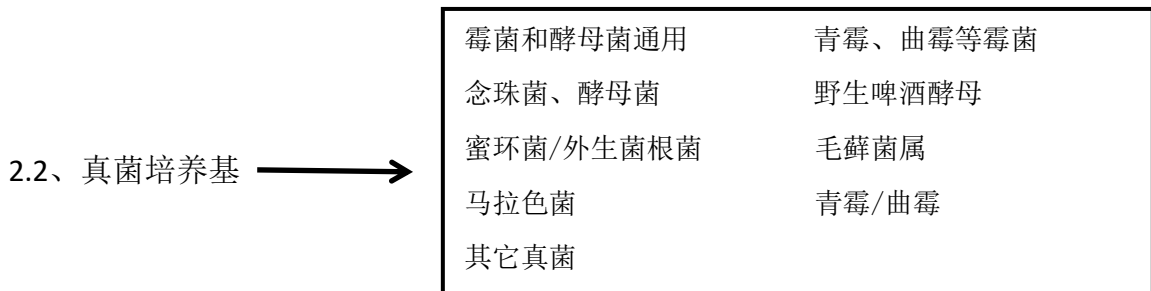 2.2、真菌培养基
霉菌和酵母菌通用 青霉、曲霉等霉菌
念珠菌、酵母菌 野生啤酒酵母
蜜环菌/外生菌根菌 毛藓菌属
马拉色菌 青霉/曲霉
其它真菌